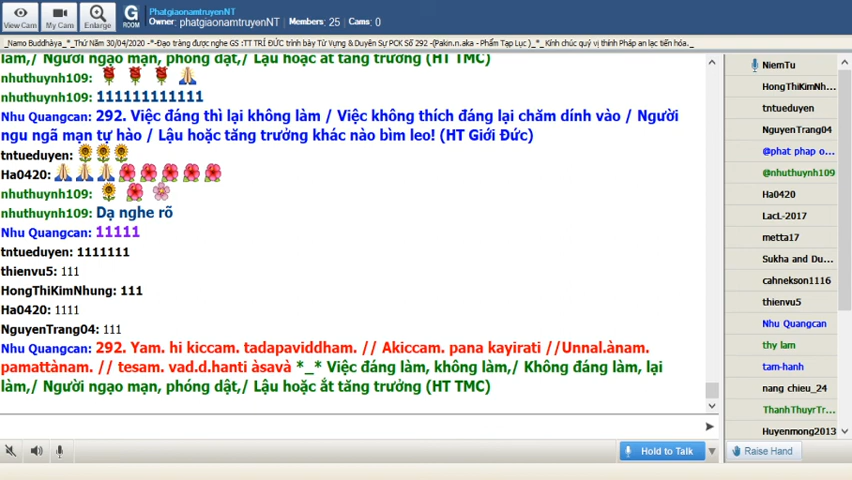 View Cam
My Cam
Enlarge
G
ROOM
PhatgiaonamtruyenNT
Owner: phatgiaonamtruyenNT | Members: 25 | Cams: 0
_Namo Buddhàya_*_Thứ Năm 30/04/2020 -*-Đạo tràng được nghe GS :TT TRÍ ĐỨC trình bày Từ Vựng & Duyên Sự PCK Số 292 -(Pakin.n.aka - Phẩm Tạp Lục )_*_ Kính chúc quý vị thính Pháp an lạc tiến hóa._
làm,/ Người ngạo mạn, phóng dật,/ Lậu hoặc ắt tăng trưởng (HT TMC)
nhuthuynh109:
nhuthuynh109: 111111111111
Nhu Quangcan: 292. Việc đáng thì lại không làm / Việc không thích đáng lại chăm dính vào / Người
ngu ngã mạn tự hào / Lậu hoặc tăng trưởng khác nào bìm leo! (HT Giới Đức)
tntueduyen:
Ha0420:
nhuthuynh109:
nhuthuynh109: Dạ nghe rõ
Nhu Quangcan: 11111
tntueduyen: 1111111
thienvu5: 111
HongThiKimNhung: 111
Ha0420: 1111
NguyenTrang04: 111
Nhu Quangcan: 292. Yam. hi kiccam. tadapaviddham. // Akiccam. pana kayirati //Unnal.ànam.
pamattànam. // tesam. vad.d.hanti àsavà *_* Việc đáng làm, không làm,/ Không đáng làm, lại
làm,/ Người ngạo mạn, phóng dật,/ Lậu hoặc ắt tăng trưởng (HT TMC)
Hold to Talk
NiemTu
HongThiKimNh...
tntueduyen
NguyenTrang04
@phat phap o...
@nhuthuynh109
Ha0420
LacL-2017
metta17
Sukha and Du...
cahnekson1116
thienvu5
Nhu Quangcan
thy lam
tam-hanh
nang chieu_24
ThanhThuyrTr...
Huyenmong2013
Raise Hand